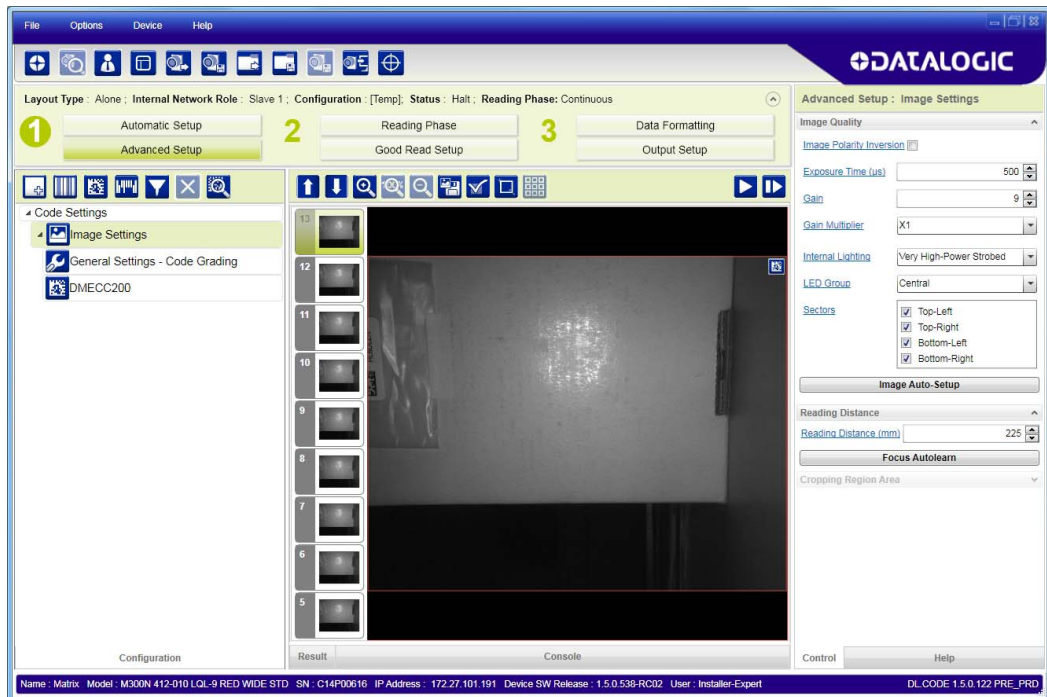 File Options Device Help
DATALOGIC
Layout Type : Alone ; Internal Network Role : Slave 1 ; Configuration : [Temp]; Status : Halt ; Reading Phase: Continuous
1 Automatic Setup
Advanced Setup
2 Reading Phase
Good Read Setup
3 Data Formatting
Output Setup
Code Settings
Image Settings
General Settings - Code Grading
DMECC200
Configuration
13
12
11
10
9
8
7
6
5
Result Console
Advanced Setup : Image Settings
Image Quality
Image Polarity Inversion
Exposure Time (us) 500
Gain 9
Gain Multiplier X1
Internal Lighting Very High-Power Strobed
LED Group Central
Sectors Top-Left
Top-Right
Bottom-Left
Bottom-Right
Image Auto-Setup
Reading Distance
Reading Distance (mm) 225
Focus Autolearn
Cropping Region Area
Control Help
Name : Matrix Model : M300N 412-010 LQL-9 RED WIDE STD SN : C14P00616 IP Address : 172.27.101.191 Device SW Release : 1.5.0.538-RC02 User : Installer-Expert DL.CODE 1.5.0.122 PRE_PRD